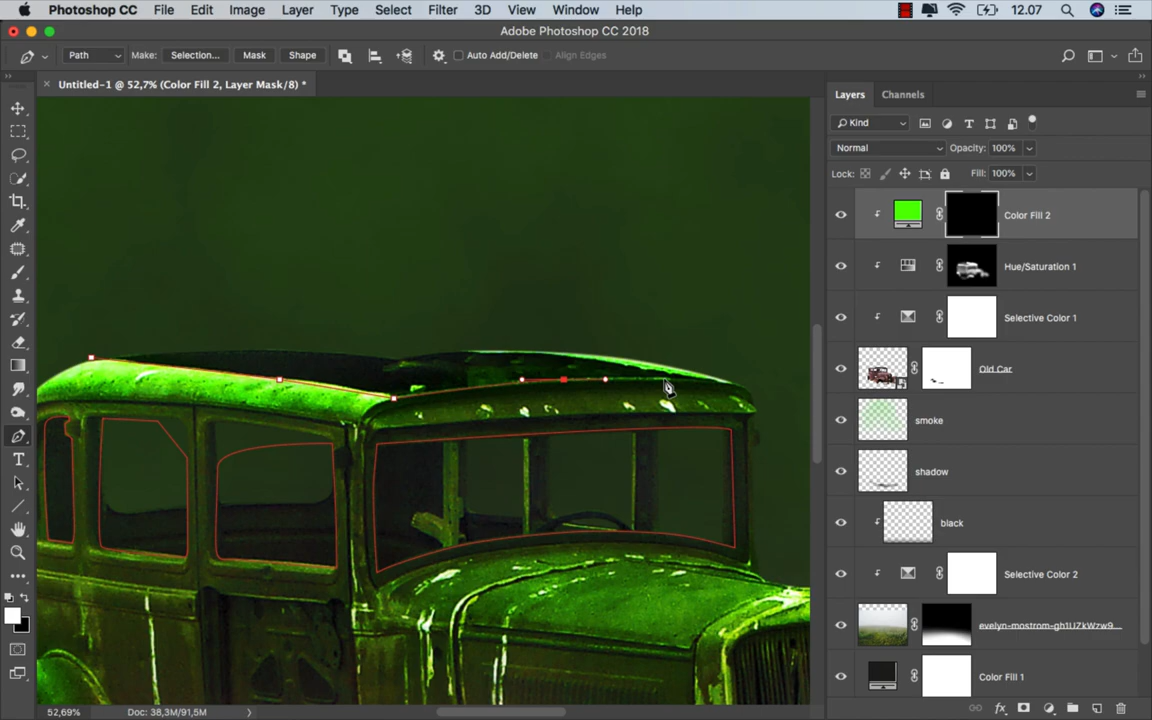 Photoshop CC File Edit Image Layer Type Select Filter 3D View Window Help 12.07
Adobe Photoshop CC 2018
Path Make: Selection... Mask Shape Auto Add/Delete Align Edges
Untitled-1 @ 52,7% (Color Fill 2, Layer Mask/8) *
Layers Channels
Kind
Normal Opacity: 100%
Lock: Fill: 100%
Color Fill 2
Hue/Saturation 1
Selective Color 1
Old Car
smoke
shadow
black
Selective Color 2
evelyn-mostrom-gh1UZkWzw9...
Color Fill 1
52,69% Doc: 38,3M/91,5M